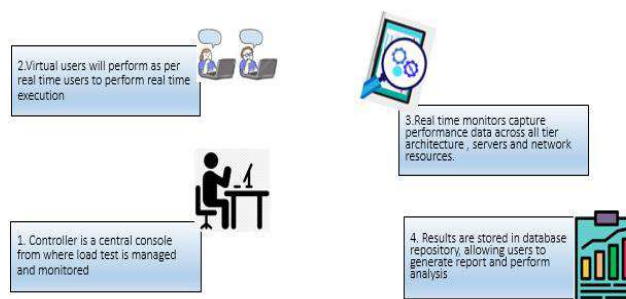 2.Virtual users will perform as per
real time users to perform real time
execution
3.Real time monitors capture
performance data across all tier
architecture , servers and network
resources.
1. Controller is a central console
from where load test is managed
and monitored
4. Results are stored in database
repository, allowing users to
generate report and perform
analysis